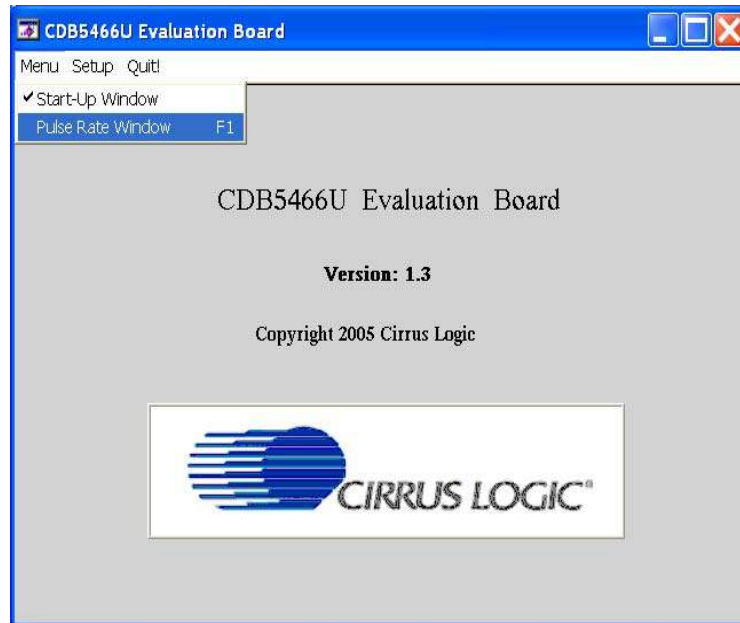 CDB5466U Evaluation Board
Menu Setup Quit!
✔Start-Up Window
Pulse Rate Window F1
CDB5466U Evaluation Board
Version: 1.3
Copyright 2005 Cirrus Logic
CIRRUS LOGIC®